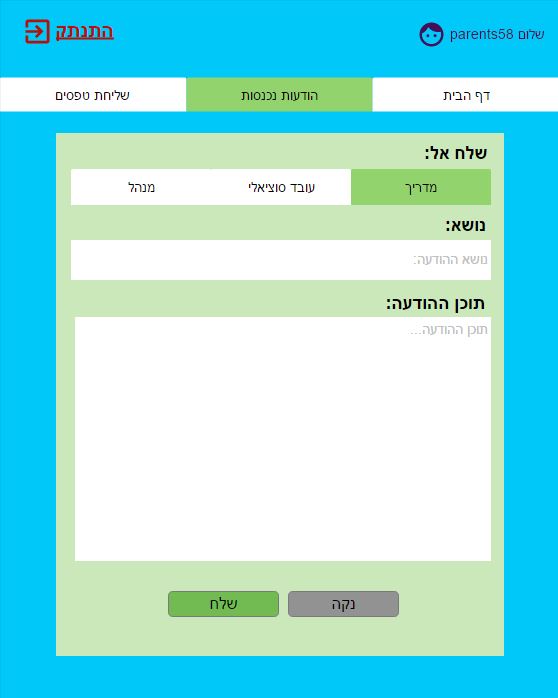 שלום parents58
התנתק
דף הבית
הודעות נכנסות
שליחת טפסים
שלח אל:
מדריך
עובד סוציאלי
מנהל
נושא:
נושא ההודעה:
תוכן ההודעה:
תוכן ההודעה...
נקה
שלח